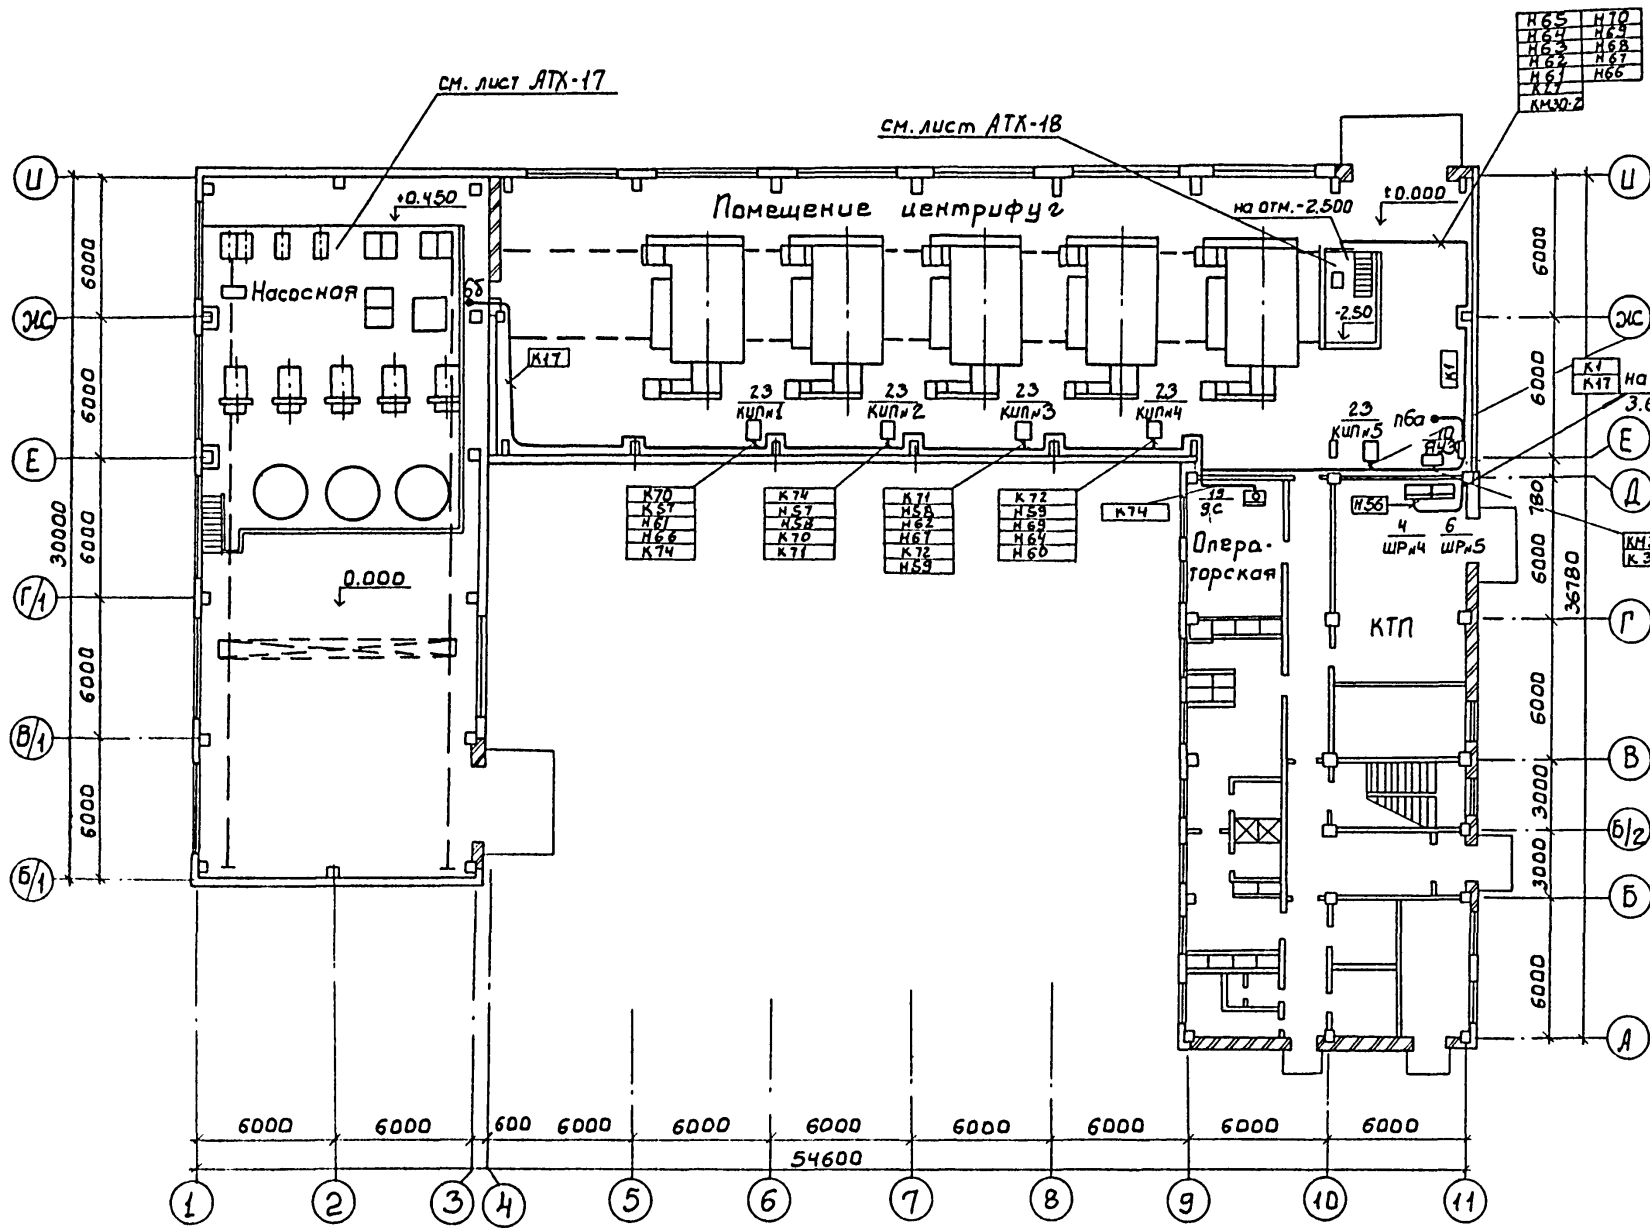 Н65 Н70
Н64 Н69
Н63 Н68
Н62 Н67
Н61 Н66
К27
КМ30-2
см. лист АТХ-17
см. лист АТХ-18
И
И
+0.450
Помещение центрифуг
на отм.-2.500
±0.000
Насосная
6б
-2.50
Ж
Ж
К17
К1
К1
К17
на
3.6
23
КИП№1
23
КИП№2
23
КИП№3
23
КИП№4
23
КИП№5
п6а
10
Е
Е
Д
К70
К57
Н61
Н66
К74
К74
Н57
Н58
К70
К71
К71
Н58
Н62
Н67
К72
Н59
К72
Н59
Н69
Н64
Н60
К74
19
9С
Н56
4
ШР№4
6
ШР№5
Опера-
торская
КТП
0.000
Г/1
Г
В/1
В
Б/2
Б/1
Б
А
6000
6000
6000
6000
6000
30000
6000
6000
780
6000
6000
3000
3000
6000
36780
6000 6000 600 6000 6000 6000 6000 6000 6000 6000
54600
1 2 3 4 5 6 7 8 9 10 11